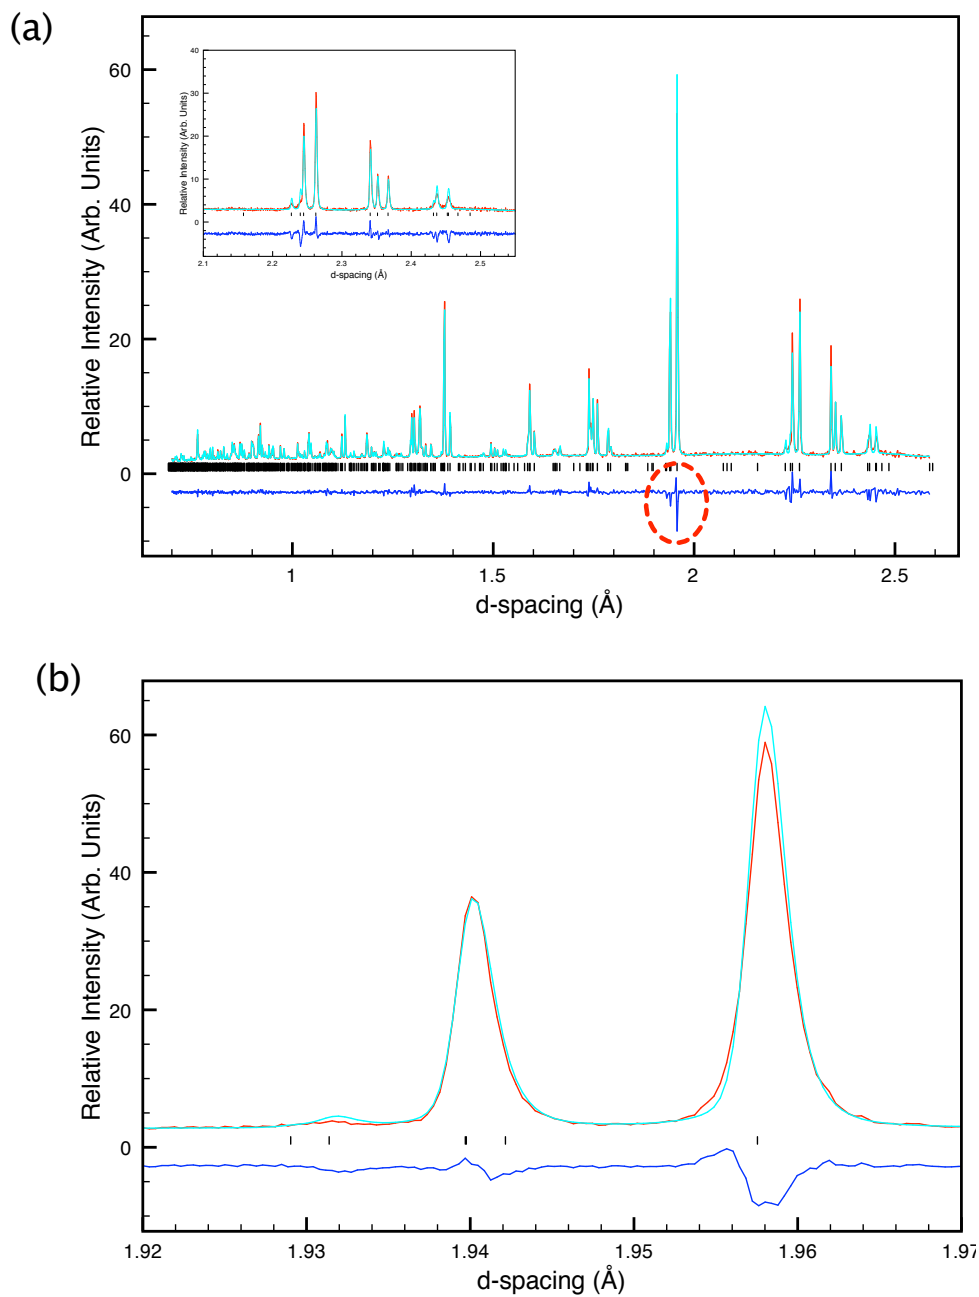 (a)
60
40
20
0
Relative Intensity (Arb. Units)
40
30
20
10
0
Relative Intensity (Arb. Units)
2.1 2.2 2.3 2.4 2.5
d-spacing (Å)
1 1.5 2 2.5
d-spacing (Å)
(b)
60
40
20
0
Relative Intensity (Arb. Units)
1.92 1.93 1.94 1.95 1.96 1.97
d-spacing (Å)